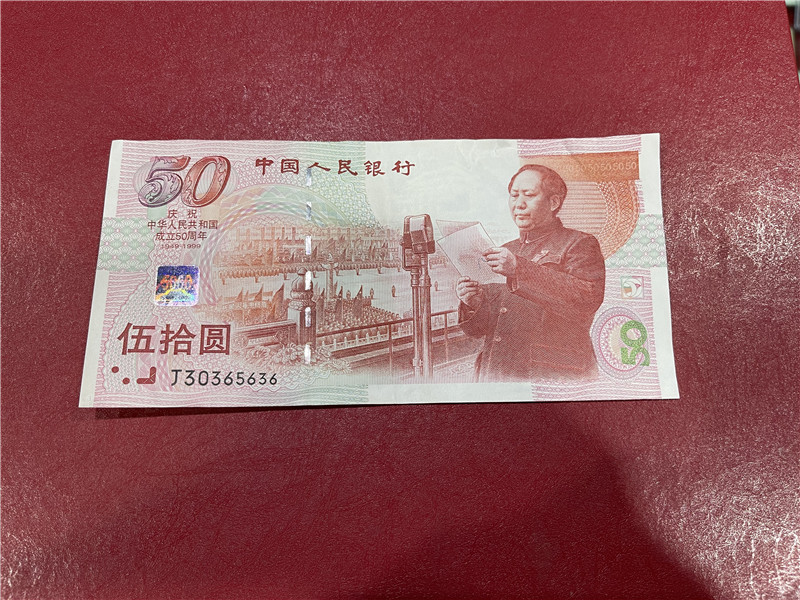 50
中国人民银行
庆祝
中华人民共和国
成立50周年
1949-1999
伍拾圆
J30365636
50